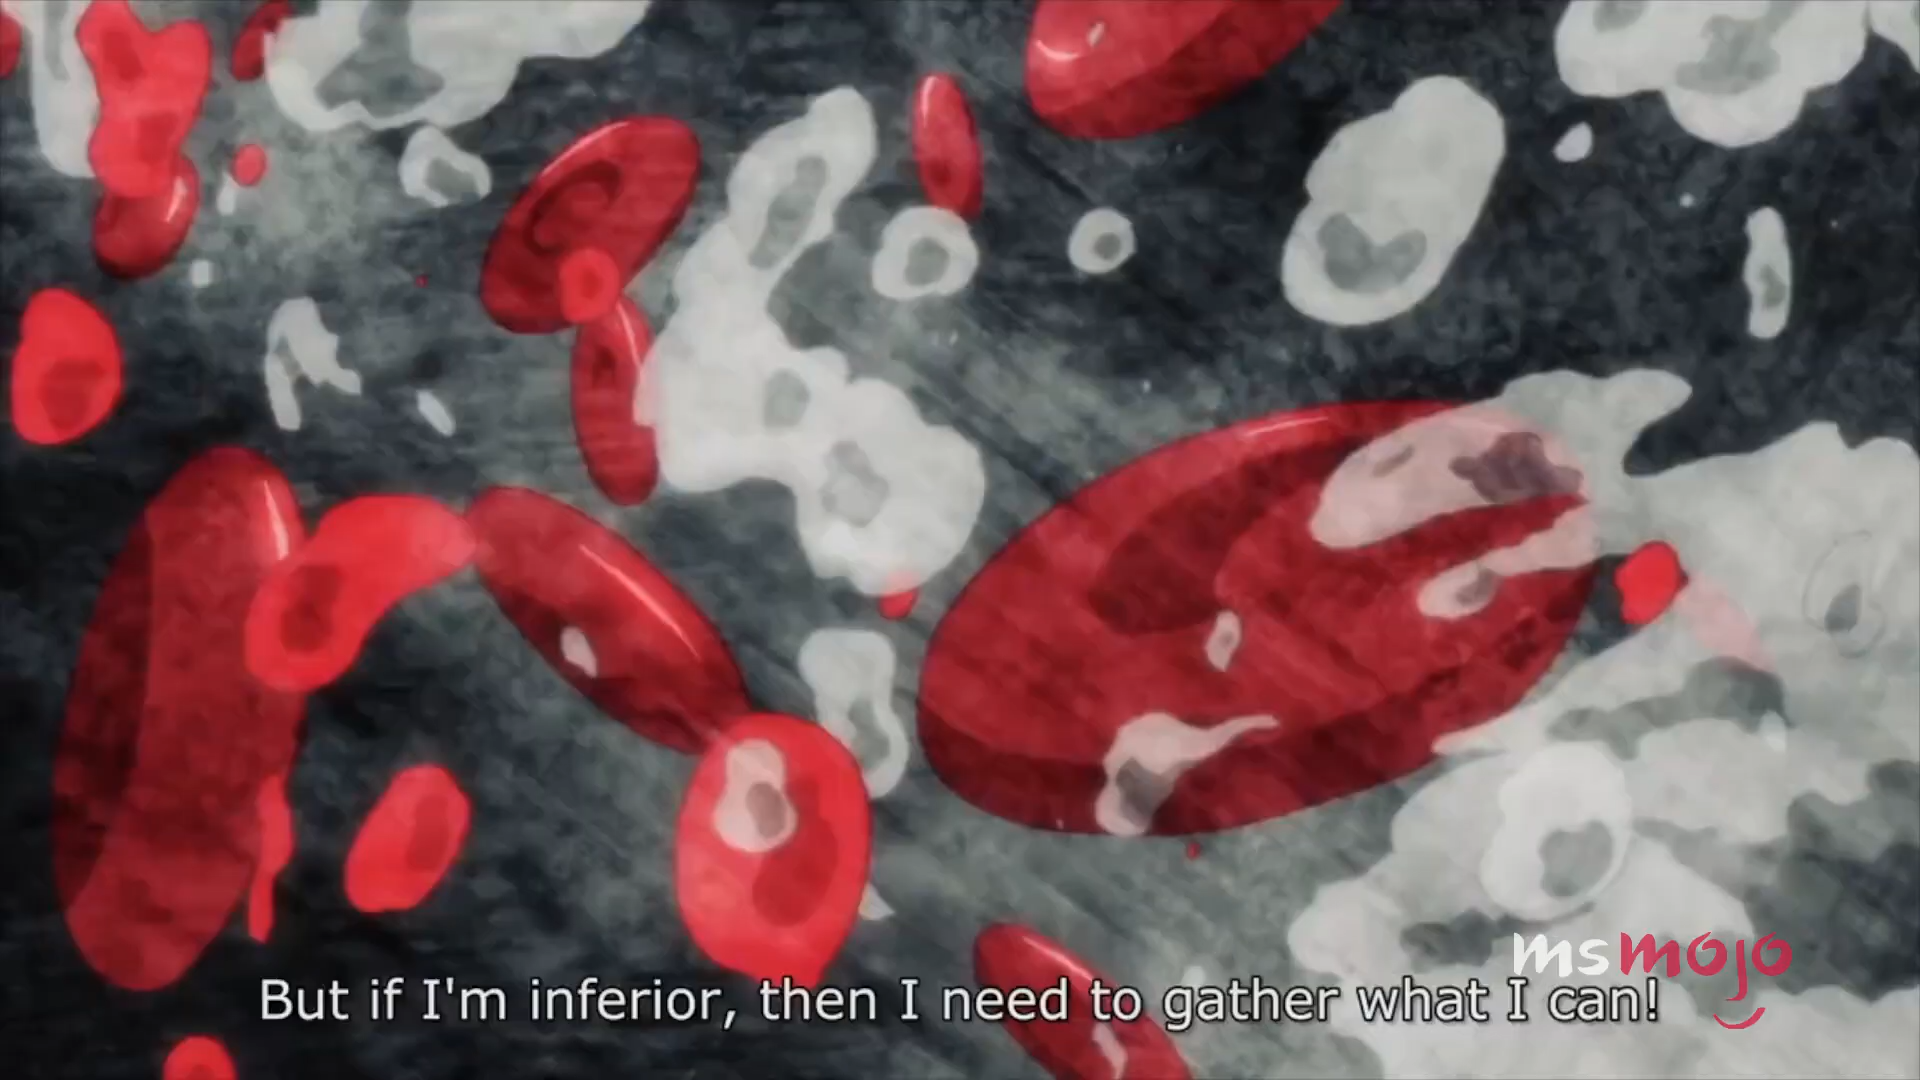 msmojo
But if I'm inferior, then I need to gather what I can!